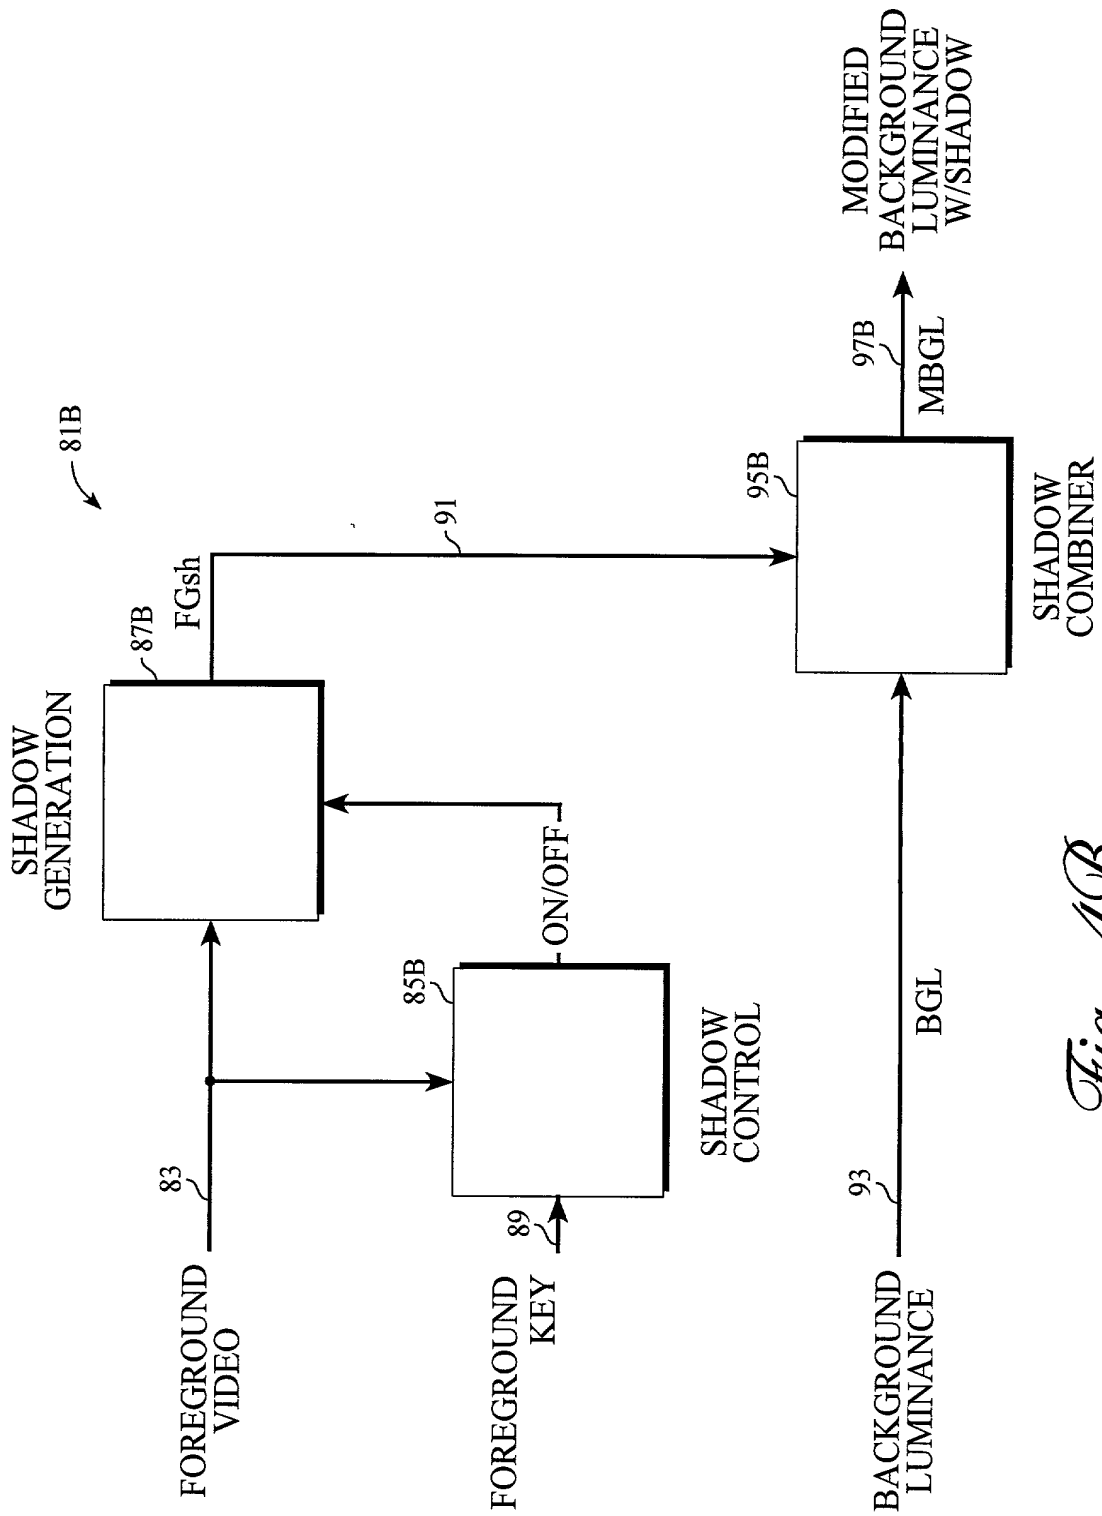 81B
SHADOW
GENERATION
87B
FGsh
83
FOREGROUND
VIDEO
91
85B
ON/OFF
89
FOREGROUND
KEY
SHADOW
CONTROL
95B
97B
MODIFIED
BACKGROUND
LUMINANCE
W/SHADOW
MBGL
93
BACKGROUND
LUMINANCE
BGL
SHADOW
COMBINER
Fig. 4B